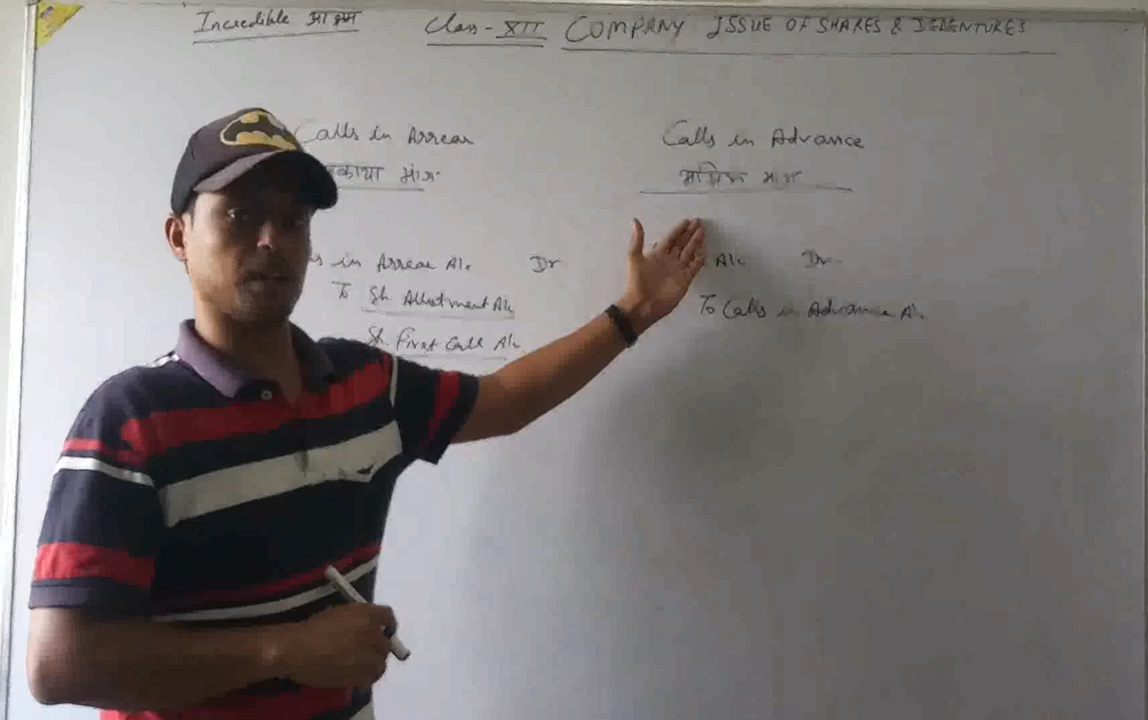 Incredible Class - XII COMPANY ISSUE OF SHARES & DEBENTURES
Calls in Arrear
मांग
Calls in Advance
अग्रिम मांग
in Arrear A/c Dr
To Sh. Allotment A/c
Sh. First Call A/c
A/c Dr.
To Calls in Advance A/c